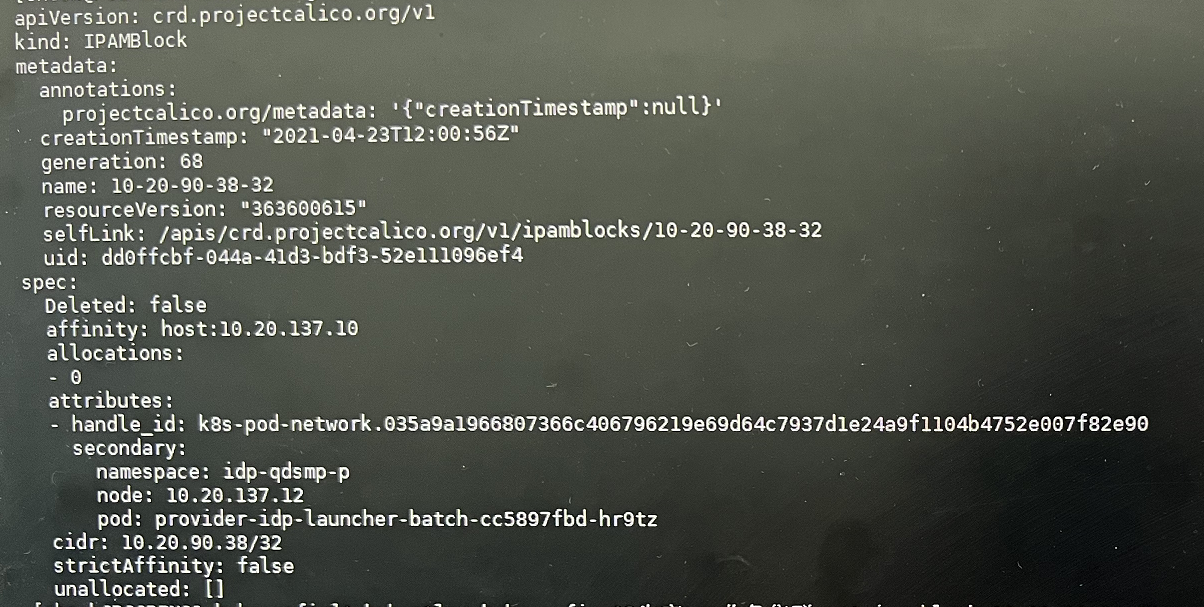 apiVersion: crd.projectcalico.org/v1
kind: IPAMBlock
metadata:
  annotations:
    projectcalico.org/metadata: '{"creationTimestamp":null}'
  creationTimestamp: "2021-04-23T12:00:56Z"
  generation: 68
  name: 10-20-90-38-32
  resourceVersion: "363600615"
  selfLink: /apis/crd.projectcalico.org/v1/ipamblocks/10-20-90-38-32
  uid: dd0ffcbf-044a-41d3-bdf3-52e111096ef4
spec:
  Deleted: false
  affinity: host:10.20.137.10
  allocations:
  - 0
  attributes:
  - handle_id: k8s-pod-network.035a9a1966807366c406796219e69d64c7937d1e24a9f1104b4752e007f82e90
    secondary:
      namespace: idp-qdsmp-p
      node: 10.20.137.12
      pod: provider-idp-launcher-batch-cc5897fbd-hr9tz
  cidr: 10.20.90.38/32
  strictAffinity: false
  unallocated: []